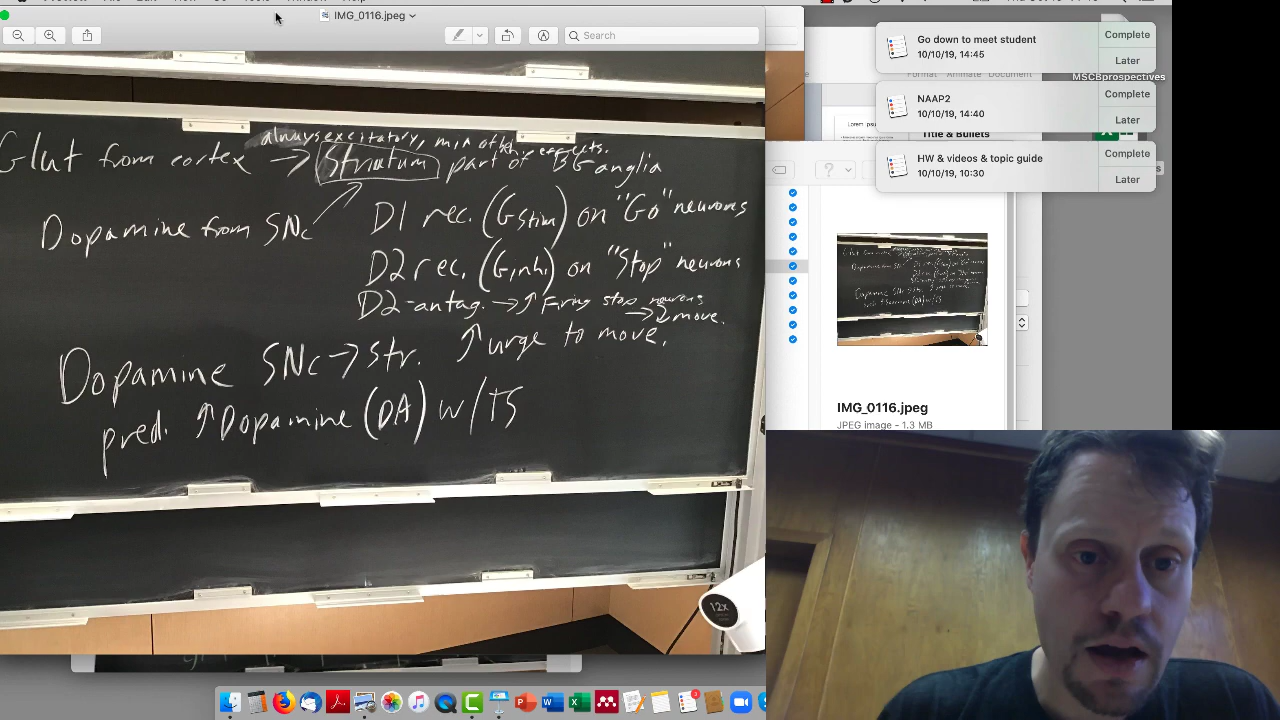 IMG_0116.jpeg
Search
always excitatory, min other effects.
Glut from cortex → Striatum part of B Ganglia
Dopamine from SNc
D1 rec. (Gstim) on "Go" neurons
D2 rec. (Ginhi.) on "Stop" neurons
D2-antag. → ↑ Firing stop neurons
→ ↓ move.
Dopamine SNc → Str. ↑ urge to move.
pred. ↑ Dopamine (DA) w/TS
12x
Go down to meet student
10/10/19, 14:45
Complete
Later
MSCBprospectives
NAAP2
10/10/19, 14:40
Complete
Later
Title & Bullets
HW & videos & topic guide
10/10/19, 10:30
Complete
Later
IMG_0116.jpeg
JPEG image - 1.3 MB